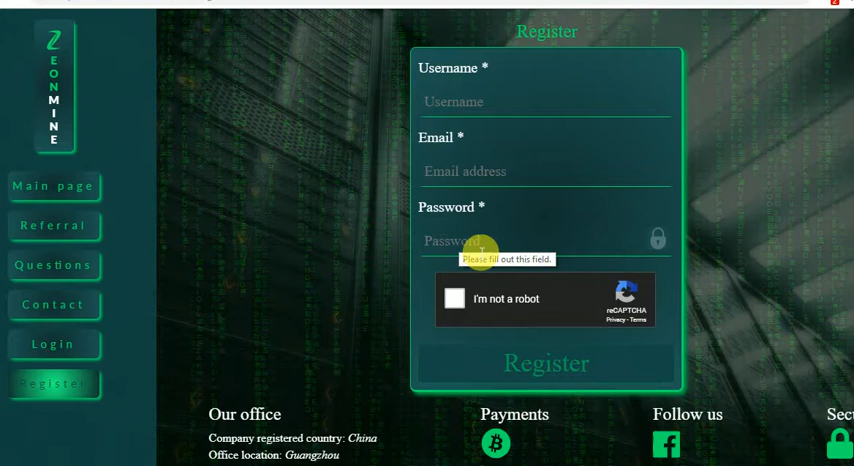 Z
E
O
N
M
I
N
E
Main page
Referral
Questions
Contact
Login
Register
Register
Username *
Username
Email *
Email address
Password *
Password
Please fill out this field.
I'm not a robot
reCAPTCHA
Privacy - Terms
Register
Our office
Company registered country: China
Office location: Guangzhou
Payments
Follow us
Secu